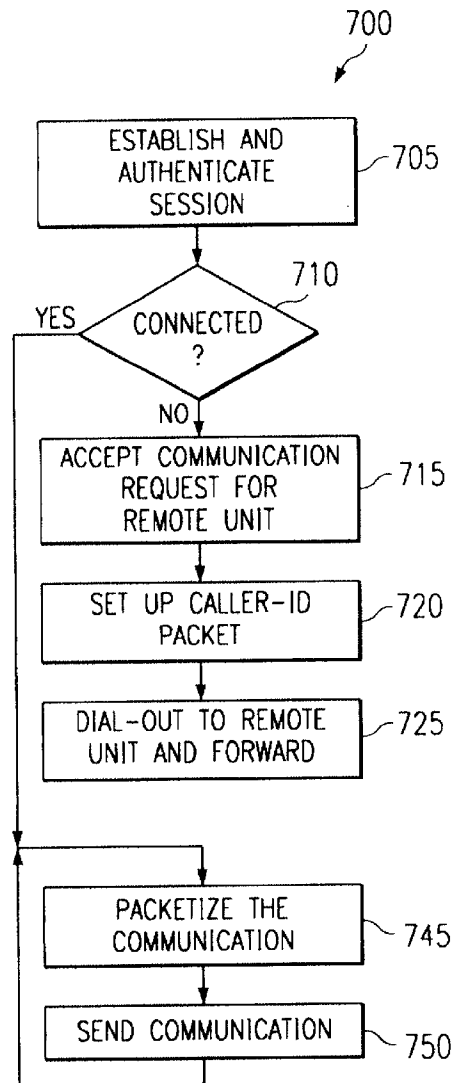 700
ESTABLISH AND
AUTHENTICATE
SESSION
705
710
YES
CONNECTED
?
NO
ACCEPT COMMUNICATION
REQUEST FOR
REMOTE UNIT
715
SET UP CALLER-ID
PACKET
720
DIAL-OUT TO REMOTE
UNIT AND FORWARD
725
PACKETIZE THE
COMMUNICATION
745
SEND COMMUNICATION
750